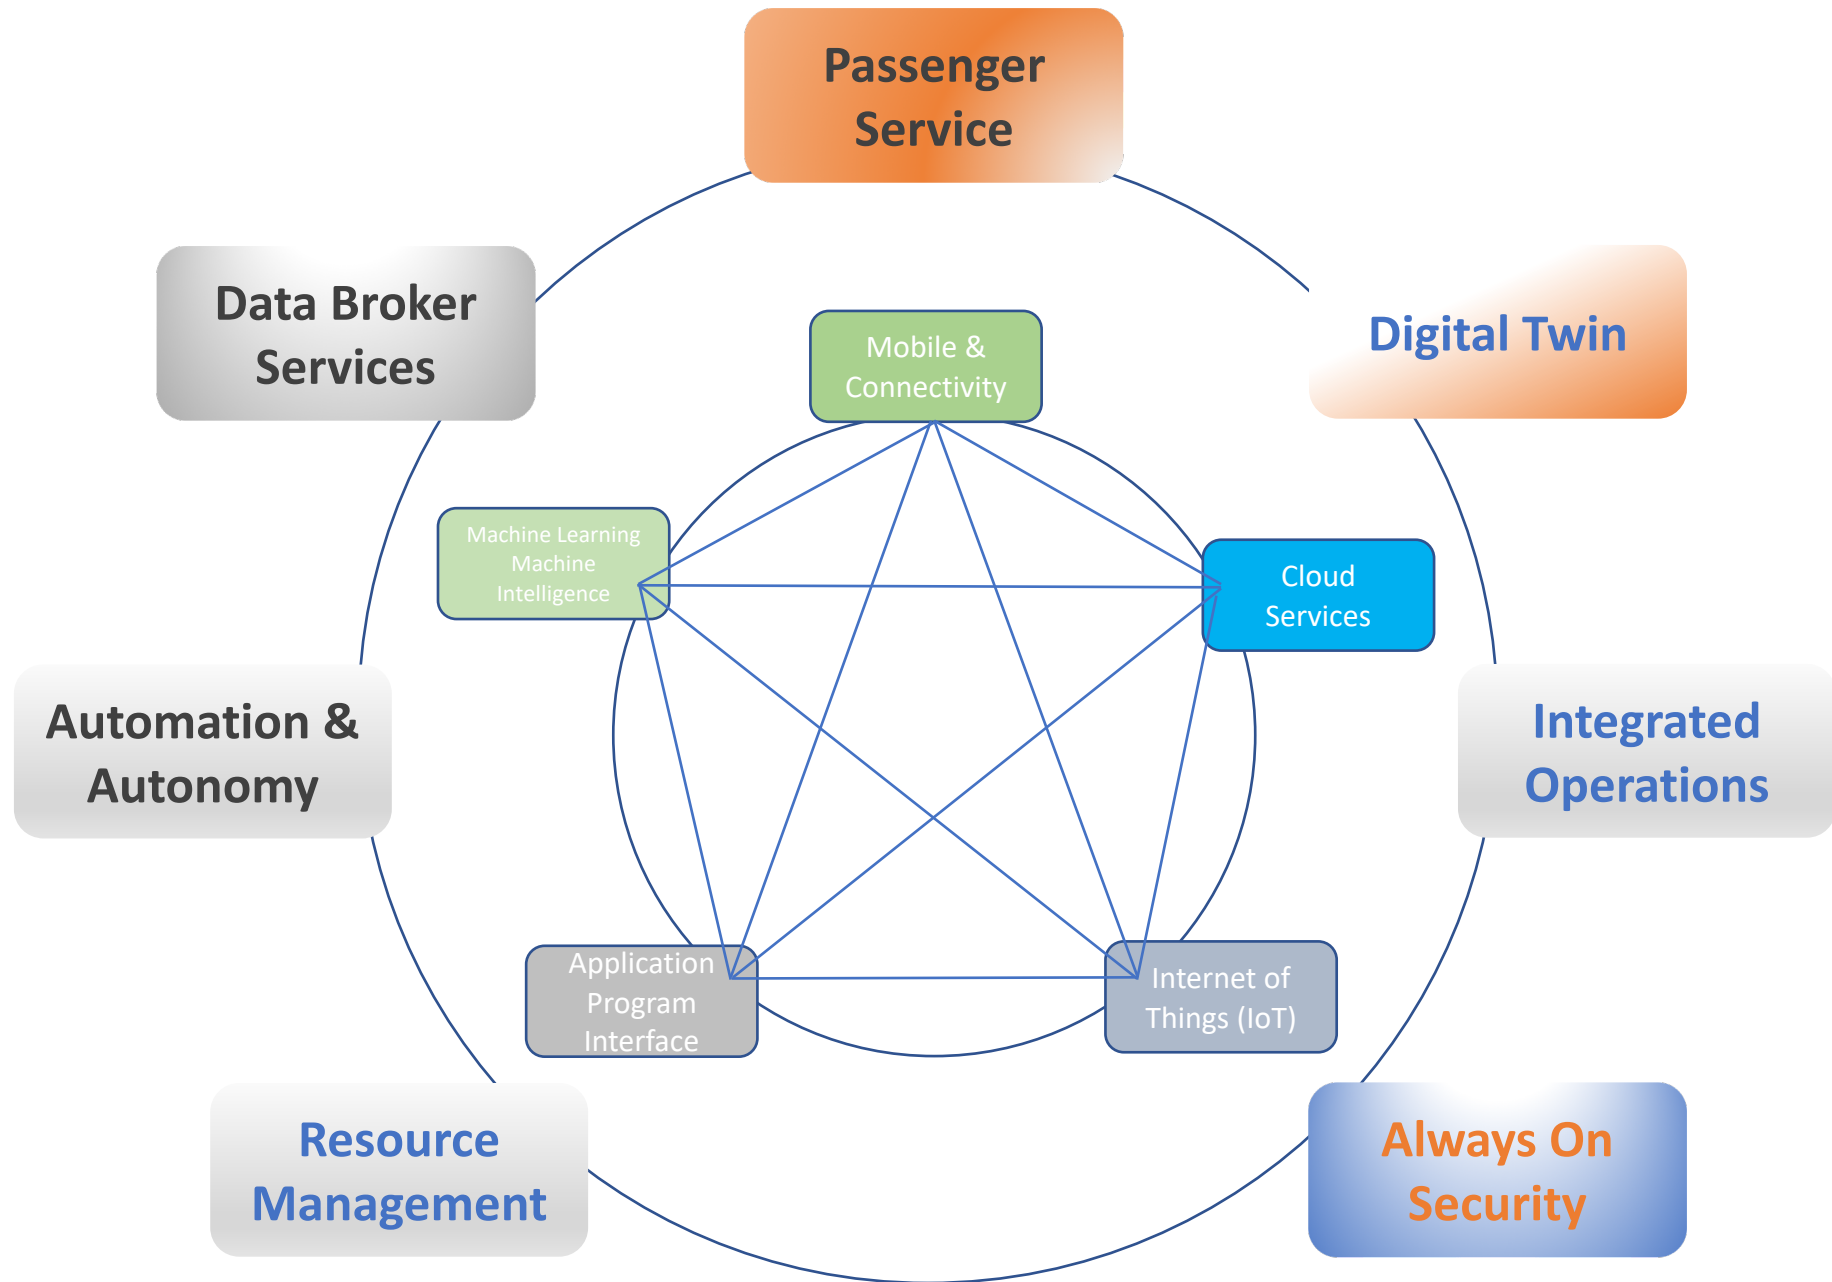 Passenger
Service
Data Broker
Services
Digital Twin
Mobile &
Connectivity
Machine Learning
Machine
Intelligence
Cloud
Services
Automation &
Autonomy
Integrated
Operations
Application
Program
Interface
Internet of
Things (IoT)
Resource
Management
Always On
Security